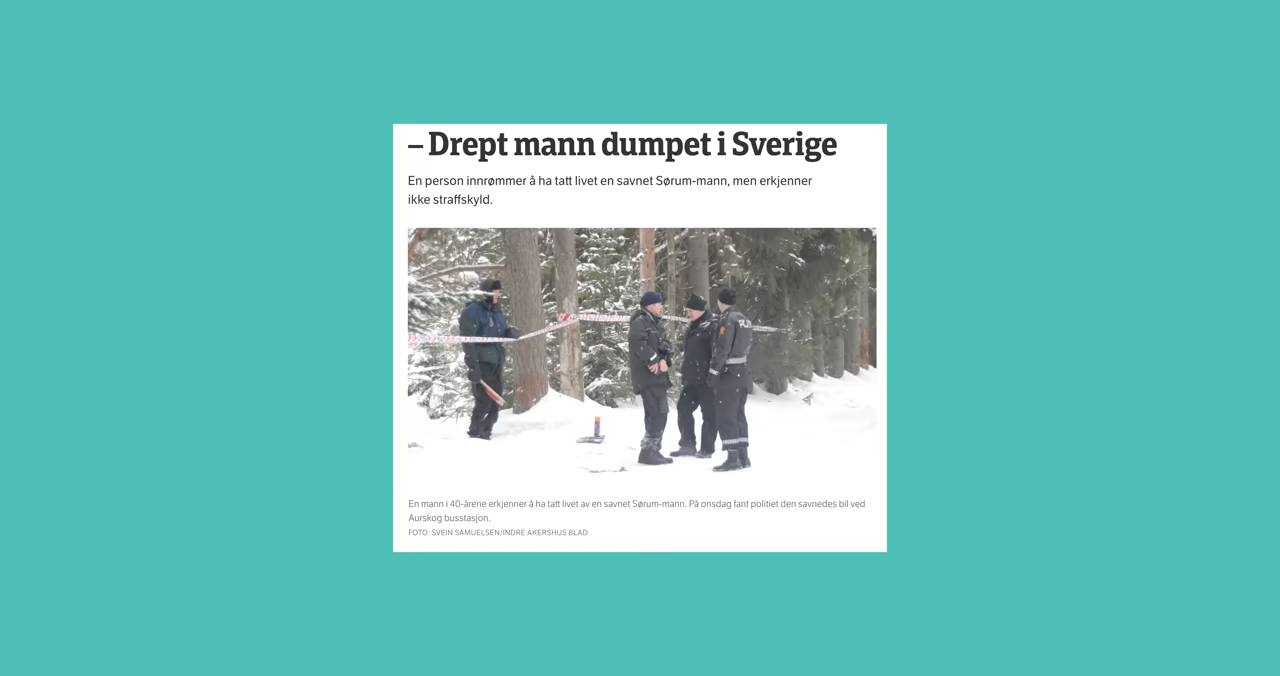 – Drept mann dumpet i Sverige
En person innrømmer å ha tatt livet en savnet Sørum-mann, men erkjenner
ikke straffskyld.
En mann i 40-årene erkjenner å ha tatt livet av en savnet Sørum-mann. På onsdag fant politiet den savnedes bil ved
Aurskog busstasjon.
FOTO: SVEIN SAMUELSEN/INDRE AKERSHUS BLAD